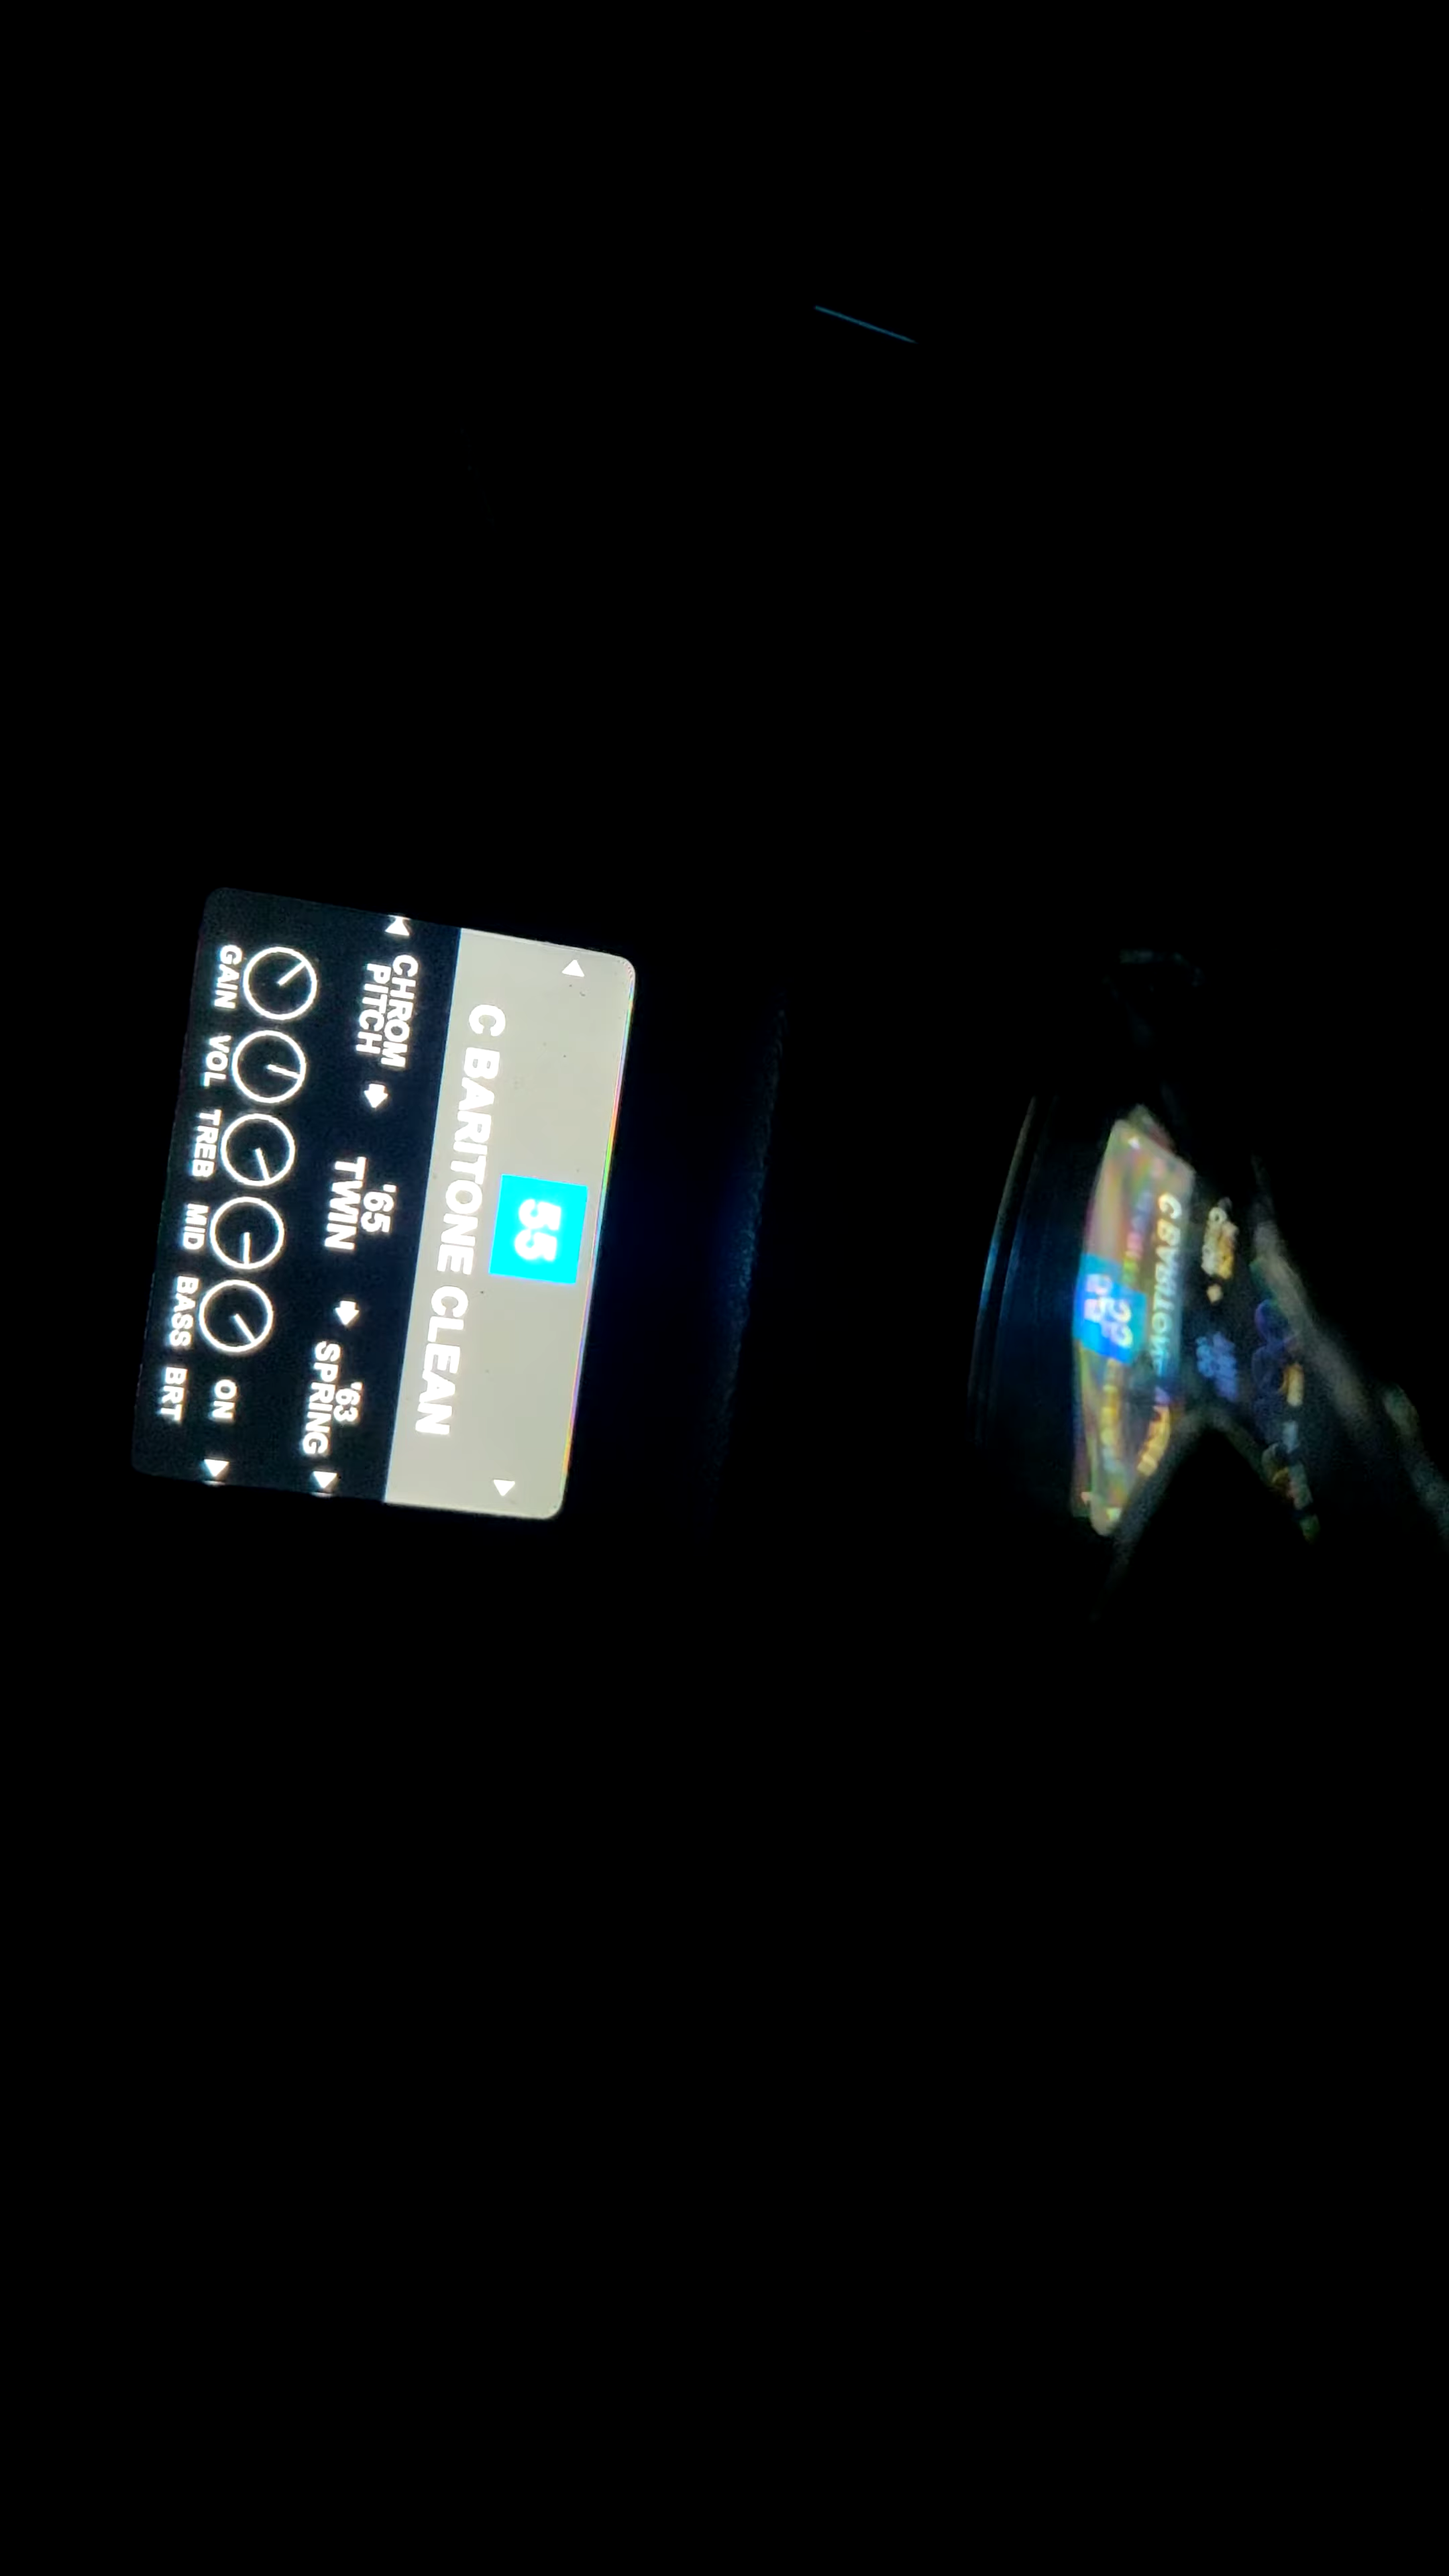 55
C BARITONE CLEAN
CHROM PITCH
'65 TWIN
'63 SPRING
ON
GAIN VOL TREB MID BASS BRT